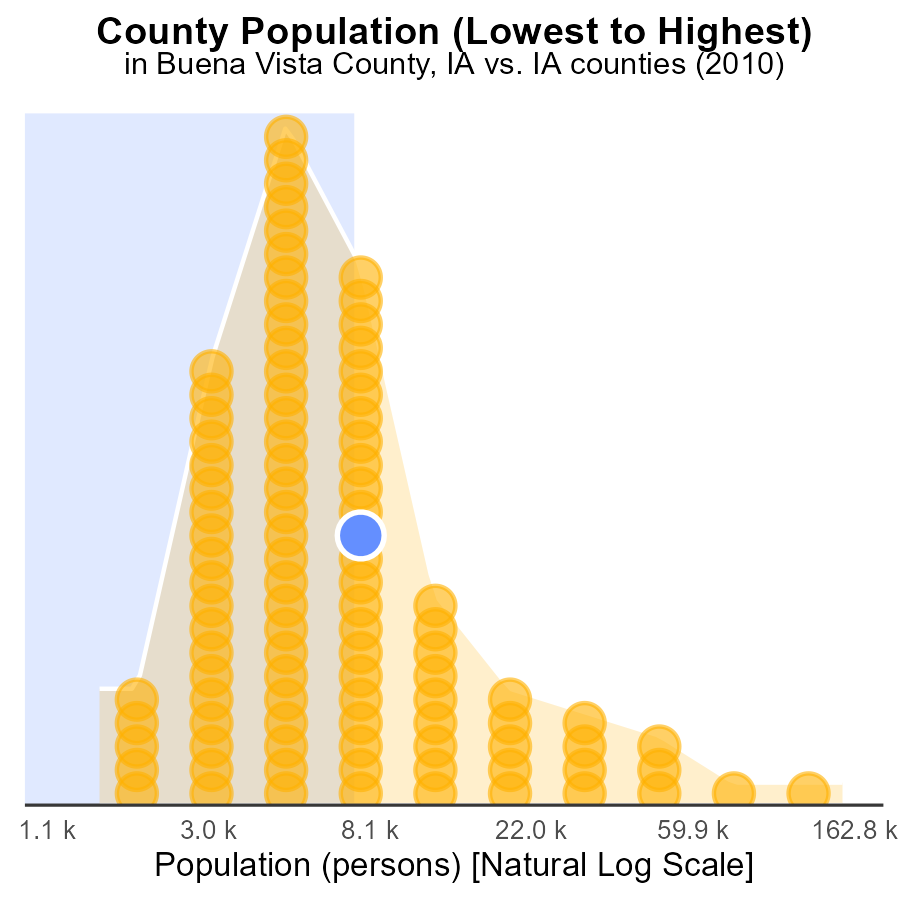 County Population (Lowest to Highest)
in Buena Vista County, IA vs. IA counties (2010)
1.1 k 3.0 k 8.1 k 22.0 k 59.9 k 162.8 k
Population (persons) [Natural Log Scale]